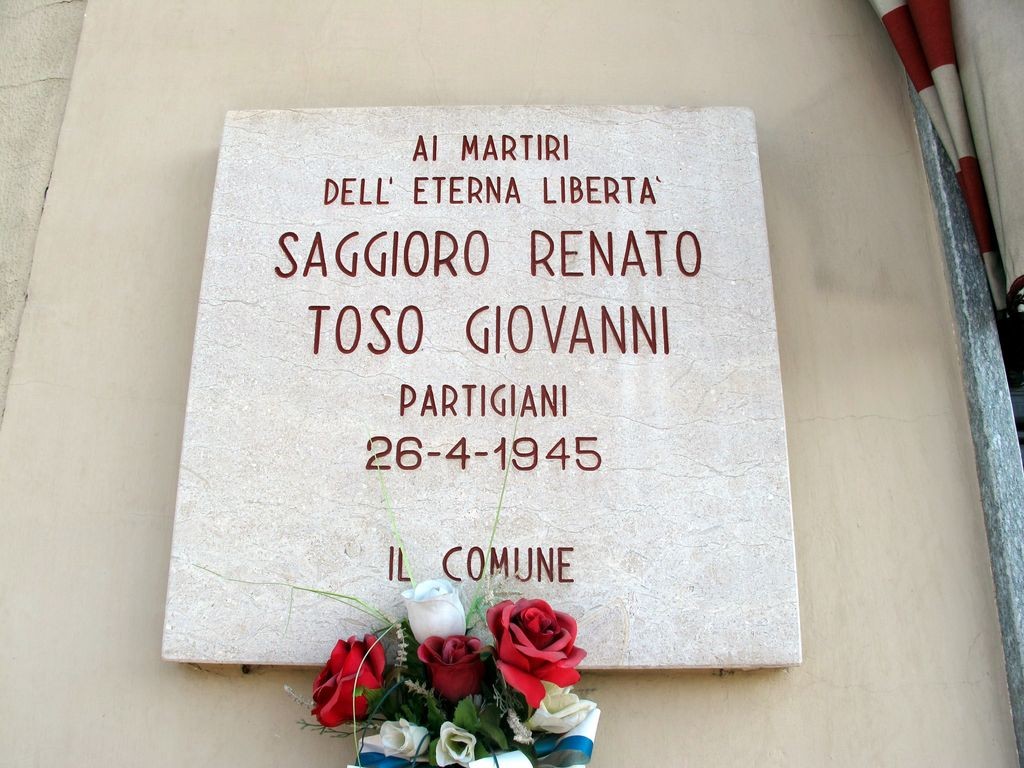 AI MARTIRI
DELL' ETERNA LIBERTA'
SAGGIORO RENATO
TOSO GIOVANNI
PARTIGIANI
26-4-1945
IL COMUNE